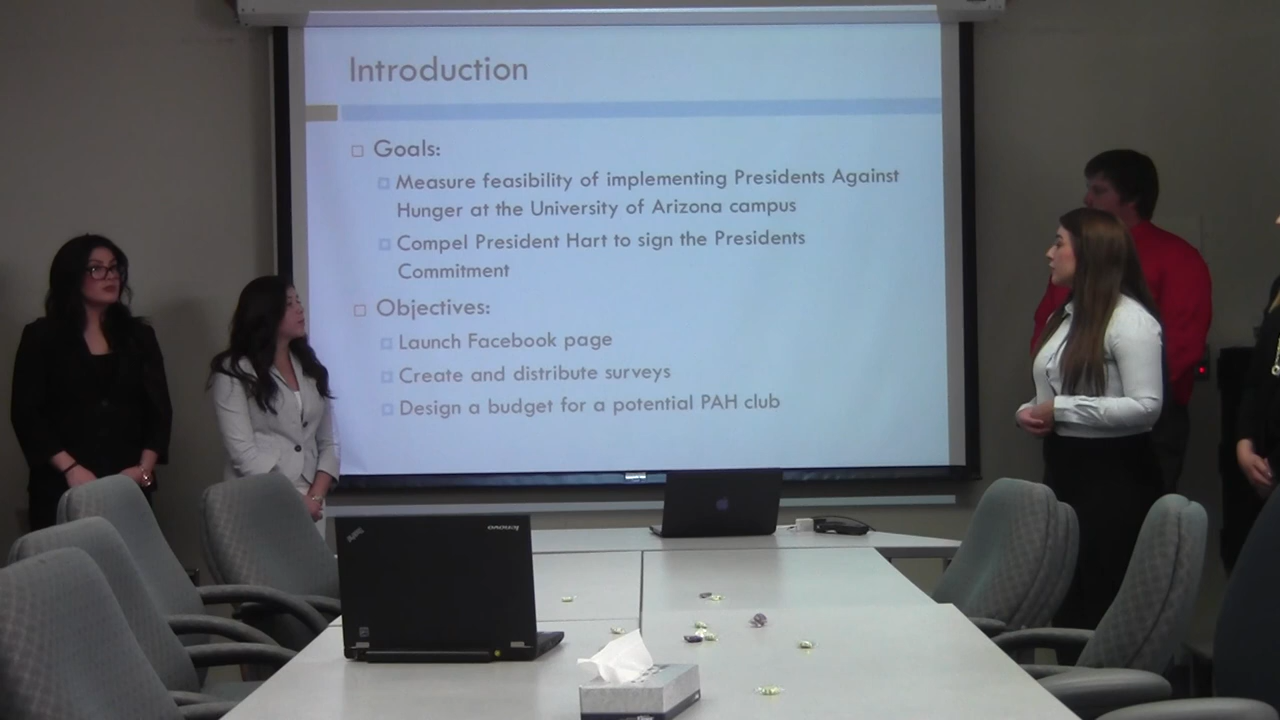 Introduction
Goals:
Measure feasibility of implementing Presidents Against
Hunger at the University of Arizona campus
Compel President Hart to sign the Presidents
Commitment
Objectives:
Launch Facebook page
Create and distribute surveys
Design a budget for a potential PAH club
lenovo
ThinkPad